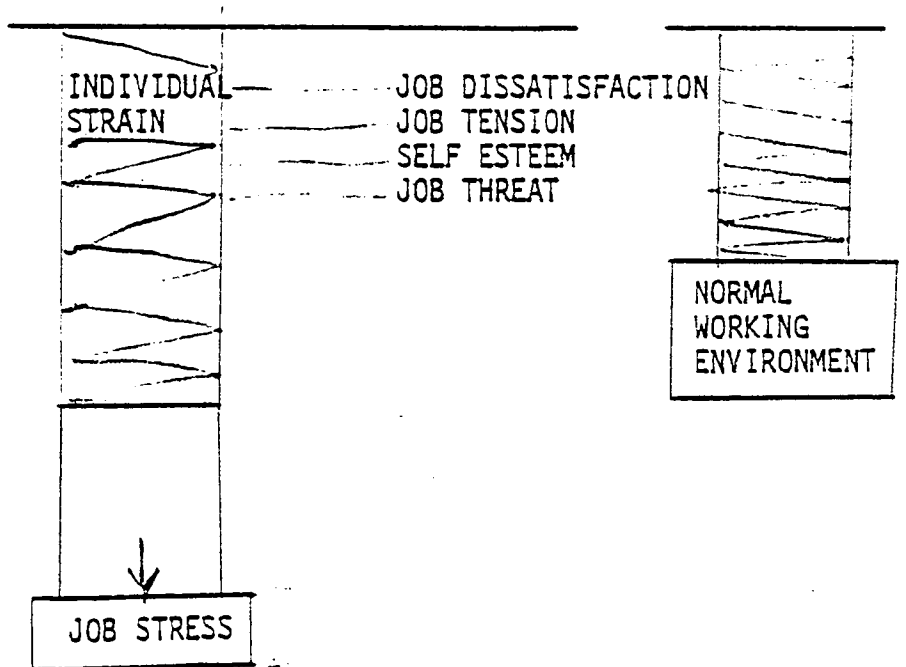 INDIVIDUAL
STRAIN
JOB DISSATISFACTION
JOB TENSION
SELF ESTEEM
JOB THREAT
NORMAL
WORKING
ENVIRONMENT
JOB STRESS